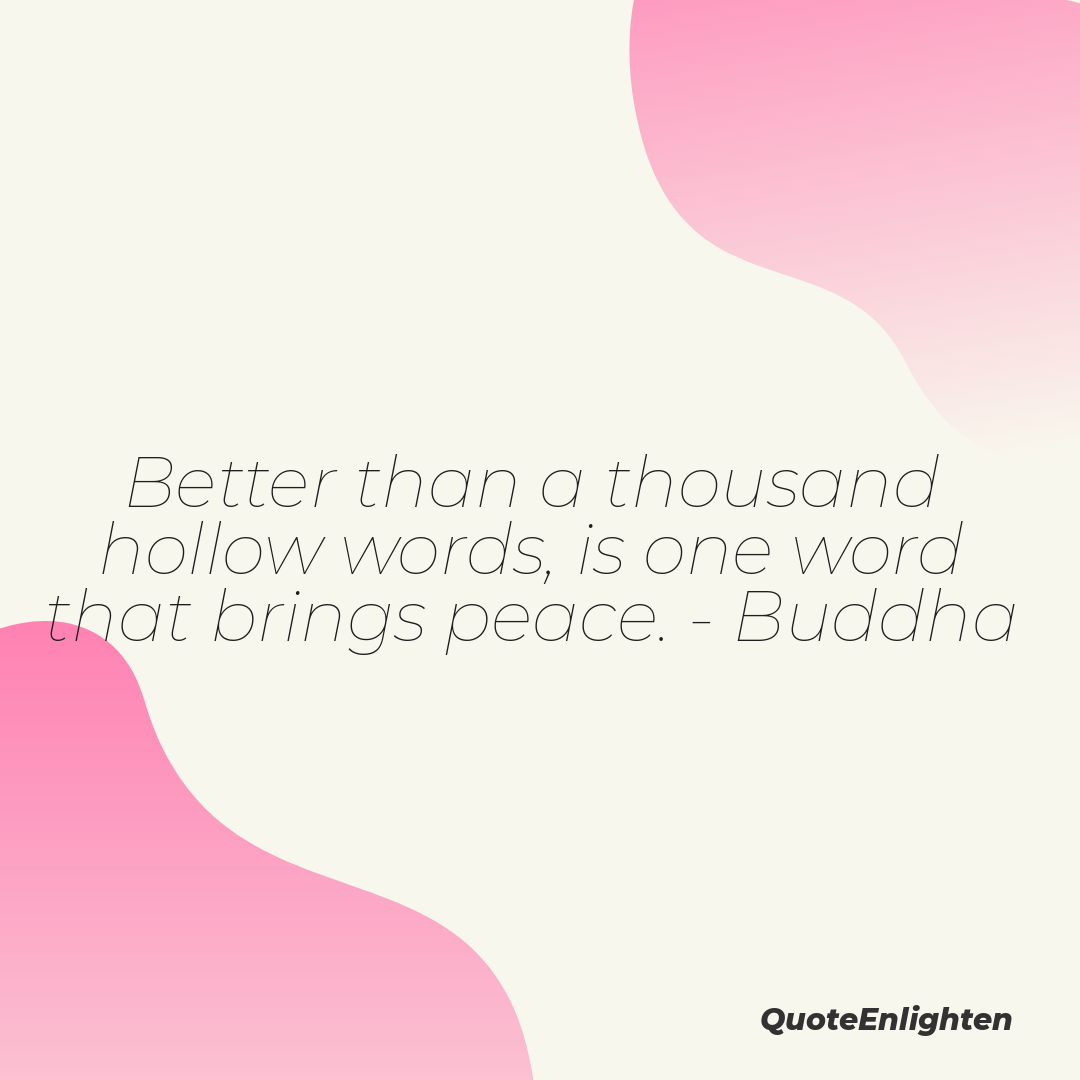 Better than a thousand
hollow words, is one word
that brings peace. - Buddha
QuoteEnlighten